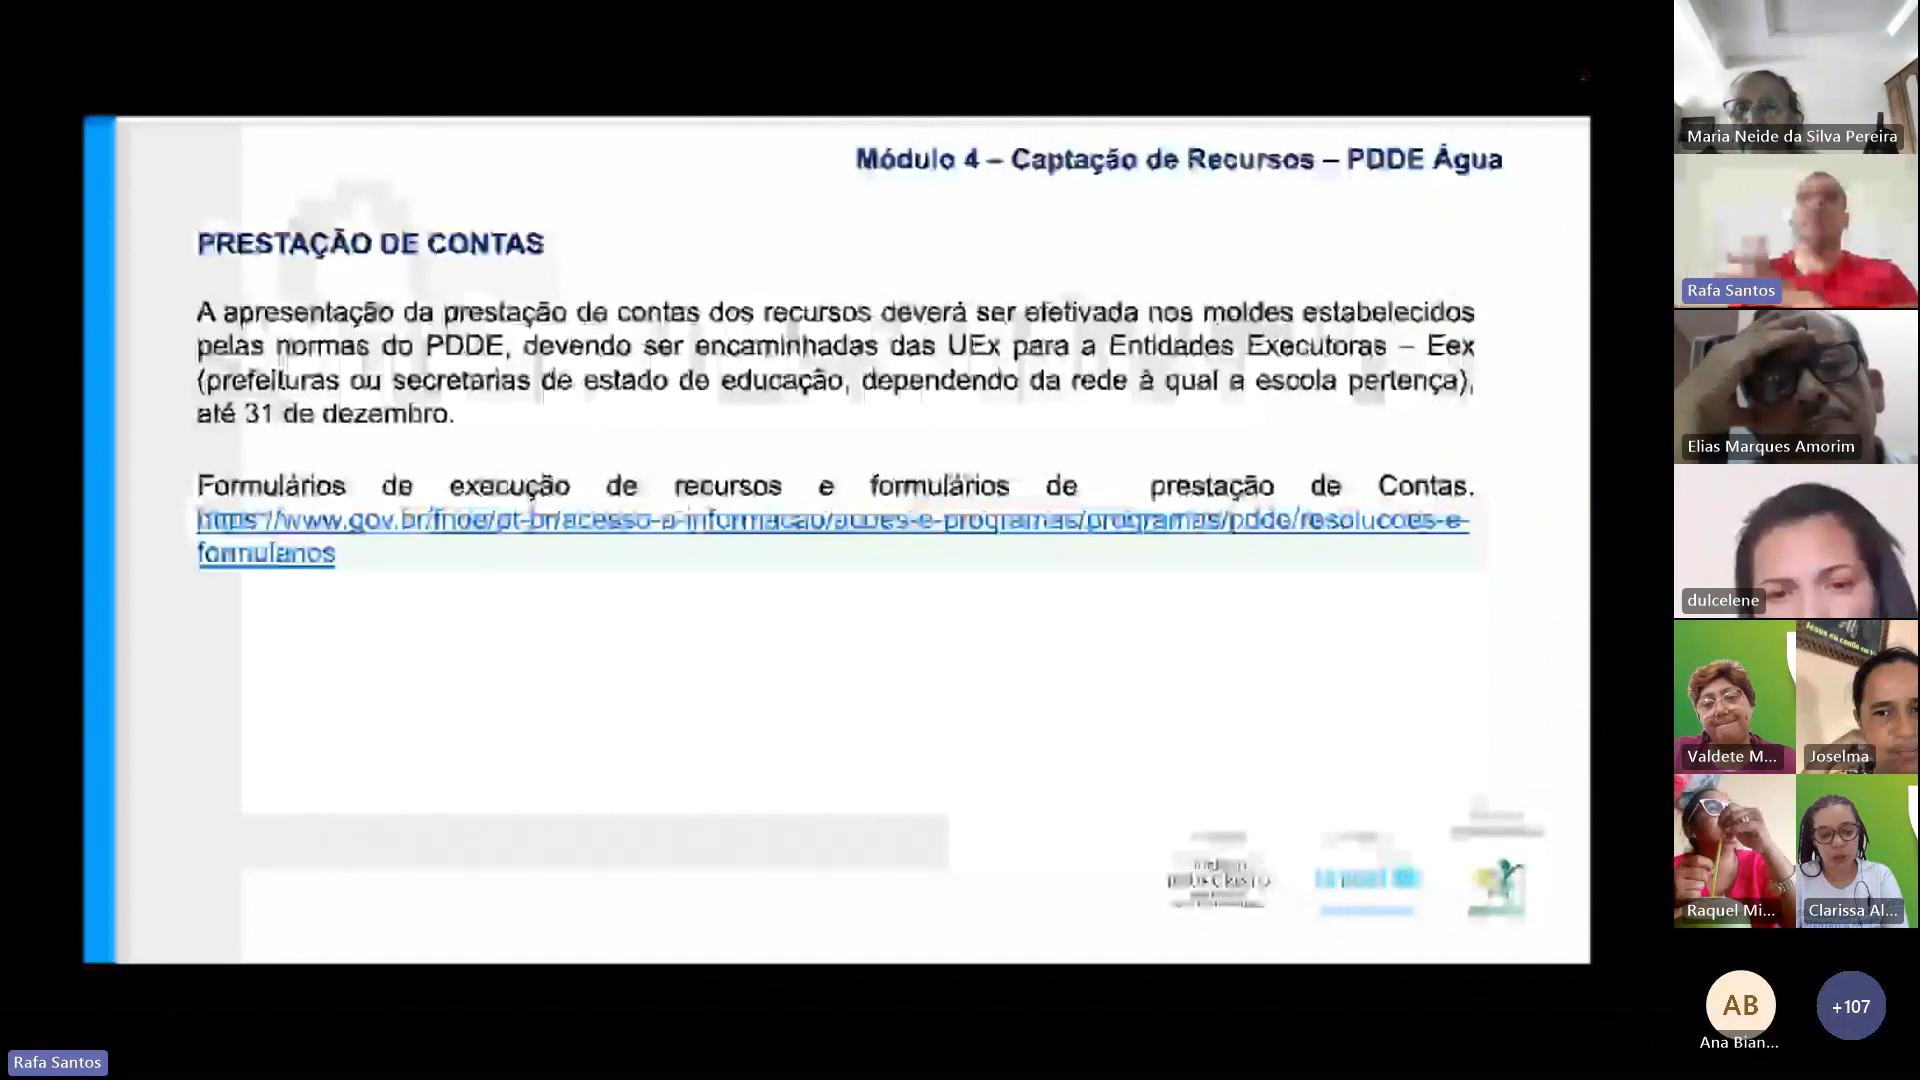 Módulo 4 – Captação de Recursos – PDDE Água
PRESTAÇÃO DE CONTAS
A apresentação da prestação de contas dos recursos deverá ser efetivada nos moldes estabelecidos
pelas normas do PDDE, devendo ser encaminhadas das UEx para a Entidades Executoras – Eex
(prefeituras ou secretarias de estado de educação, dependendo da rede à qual a escola pertença),
até 31 de dezembro.
Formulários de execução de recursos e formulários de prestação de Contas.
https://www.gov.br/fnde/pt-br/acesso-a-informacao/acoes-e-programas/programas/pdde/resolucoes-e-
formularios
unicef
Maria Neide da Silva Pereira
Rafa Santos
Elias Marques Amorim
dulcelene
Jesus eu confio em
Valdete M...
Joselma
Raquel Mi...
Clarissa Al...
AB
+107
Ana Bian...
Rafa Santos